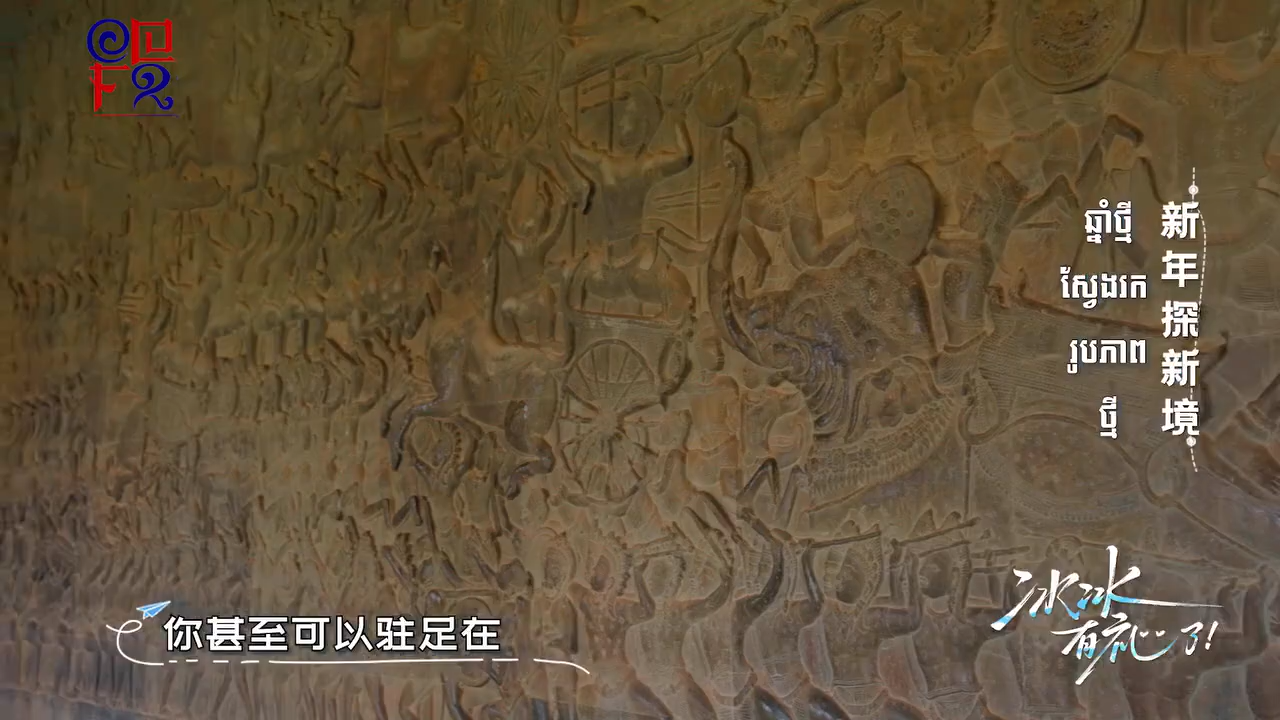 ឆ្នាំថ្មី
ស្វែងរក
រូបភាព
ថ្មី
新年探新境
你甚至可以驻足在
冰冰
有痣了!